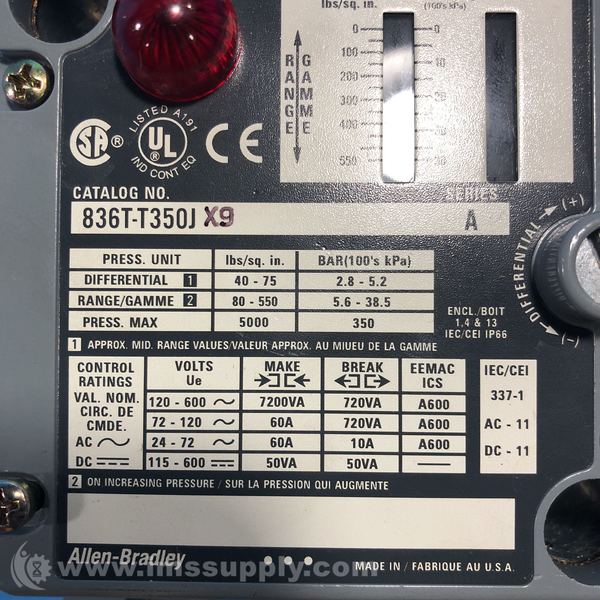 lbs/sq. in. (100's kPa)
0 0
100
200
300
400
550 38
RANGE
GAMME
LISTED A191
SA ® UL ® CE
IND CONT EQ
CATALOG NO. SERIES
836T-T350J X9 A
DIFFERENTIAL (+)
PRESS. UNIT lbs/sq. in. BAR(100's kPa)
DIFFERENTIAL 1 40 - 75 2.8 - 5.2
RANGE/GAMME 2 80 - 550 5.6 - 38.5
PRESS. MAX 5000 350
ENCL./BOIT
1,4 & 13
IEC/CEI IP66
1 APPROX. MID. RANGE VALUES/VALEUR APPROX. AU MIUEU DE LA GAMME
CONTROL RATINGS VAL. NOM. CIRC. DE CMDE. VOLTS Ue MAKE BREAK EEMAC ICS IEC/CEI
120 - 600 7200VA 720VA A600 337-1
72 - 120 60A 720VA A600 AC - 11
AC 24 - 72 60A 10A A600 DC - 11
DC 115 - 600 50VA 50VA —
2 ON INCREASING PRESSURE / SUR LA PRESSION QUI AUGMENTE
Allen-Bradley MADE IN / FABRIQUE AU U.S.A.
www.missupply.com